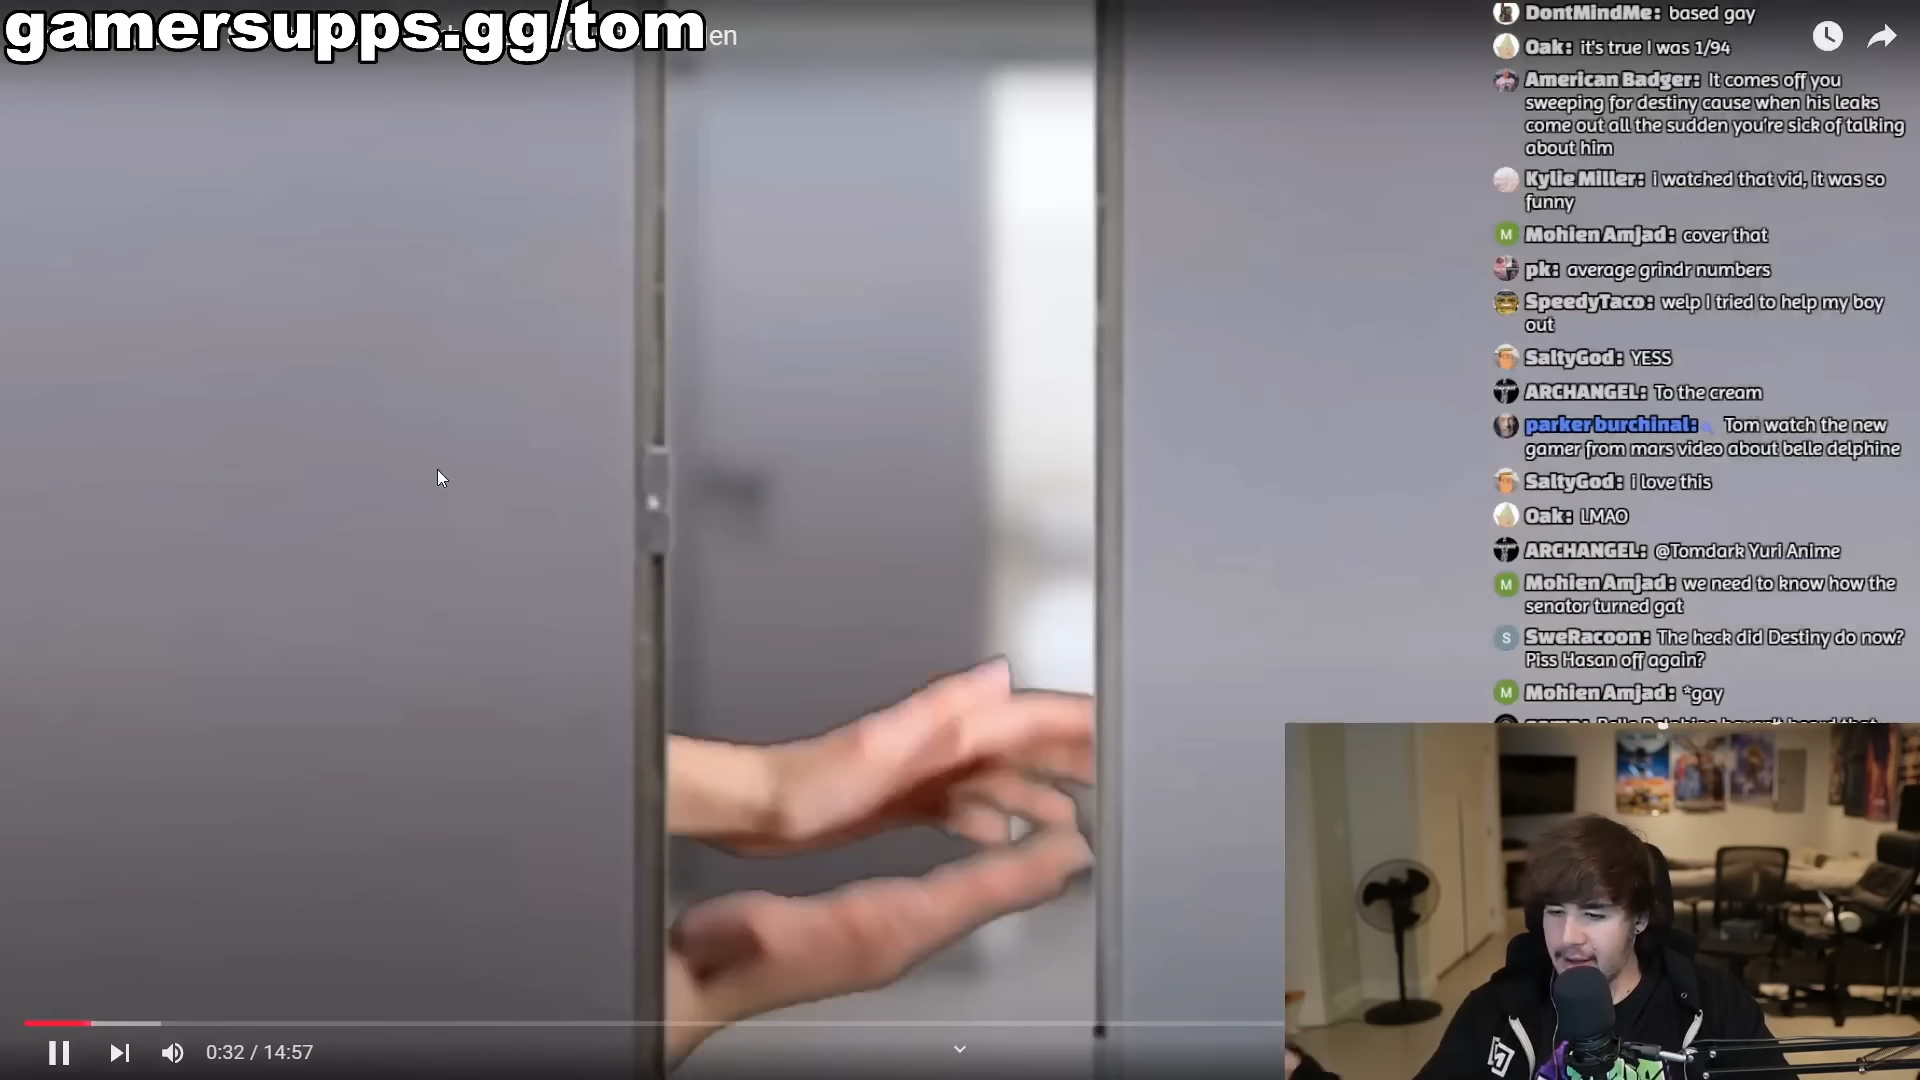 gamersupps.gg/tom
en
DontMindMe: based gay
Oak: it's true I was 1/94
American Badger: It comes off you
sweeping for destiny cause when his leaks
come out all the sudden you're sick of talking
about him
Kylie Miller: i watched that vid, it was so
funny
M Mohien Amjad: cover that
pk: average grindr numbers
SpeedyTaco: welp I tried to help my boy
out
SaltyGod: YESS
ARCHANGEL: To the cream
parker burchinal: Tom watch the new
gamer from mars video about belle delphine
SaltyGod: i love this
Oak: LMAO
ARCHANGEL: @Tomdark Yuri Anime
M Mohien Amjad: we need to know how the
senator turned gat
S SweRacoon: The heck did Destiny do now?
Piss Hasan off again?
M Mohien Amjad: *gay
0:32 / 14:57